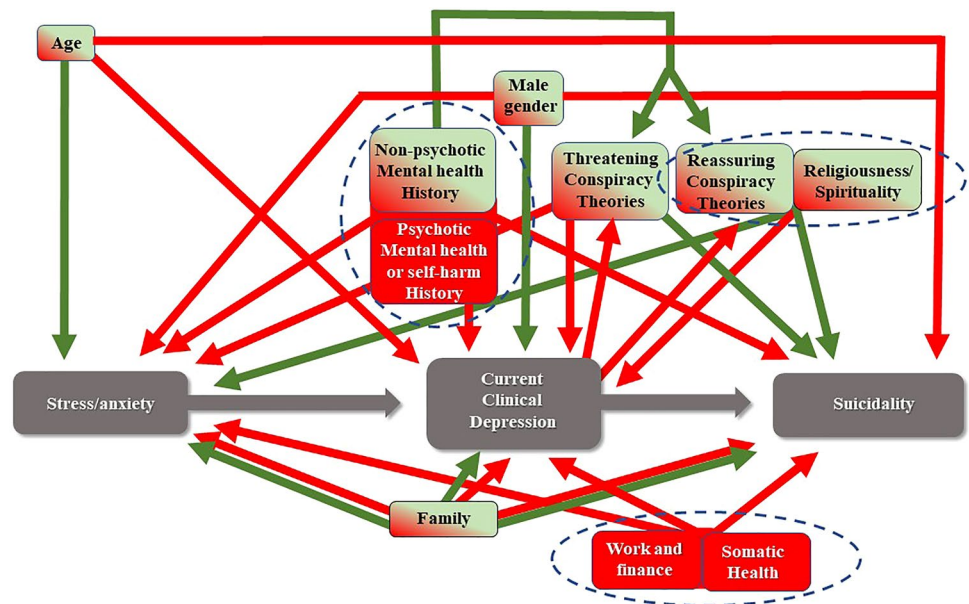 Age
Male
gender
Non-psychotic
Mental health
History
Threatening
Conspiracy
Theories
Reassuring
Conspiracy
Theories
Religiousness/
Spirituality
Psychotic
Mental health
or self-harm
History
Stress/anxiety
Current
Clinical
Depression
Suicidality
Family
Work and
finance
Somatic
Health